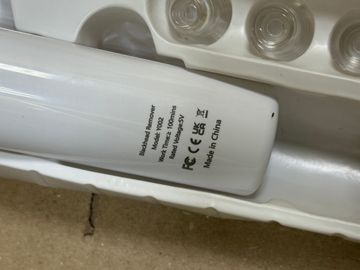 Blackhead Remover
Model: Y002
Work Time≥ 100mins
Rated Voltage:5V
FC CE UK CA
Made in China